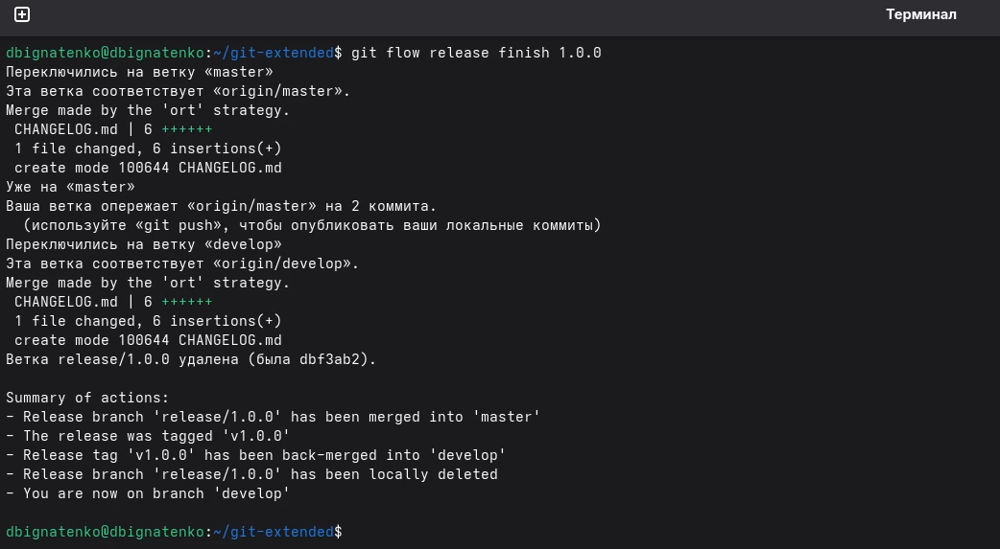 Терминал
dbignatenko@dbignatenko:~/git-extended$ git flow release finish 1.0.0
Переключились на ветку «master»
Эта ветка соответствует «origin/master».
Merge made by the 'ort' strategy.
 CHANGELOG.md | 6 ++++++
 1 file changed, 6 insertions(+)
 create mode 100644 CHANGELOG.md
Уже на «master»
Ваша ветка опережает «origin/master» на 2 коммита.
  (используйте «git push», чтобы опубликовать ваши локальные коммиты)
Переключились на ветку «develop»
Эта ветка соответствует «origin/develop».
Merge made by the 'ort' strategy.
 CHANGELOG.md | 6 ++++++
 1 file changed, 6 insertions(+)
 create mode 100644 CHANGELOG.md
Ветка release/1.0.0 удалена (была dbf3ab2).

Summary of actions:
- Release branch 'release/1.0.0' has been merged into 'master'
- The release was tagged 'v1.0.0'
- Release tag 'v1.0.0' has been back-merged into 'develop'
- Release branch 'release/1.0.0' has been locally deleted
- You are now on branch 'develop'

dbignatenko@dbignatenko:~/git-extended$